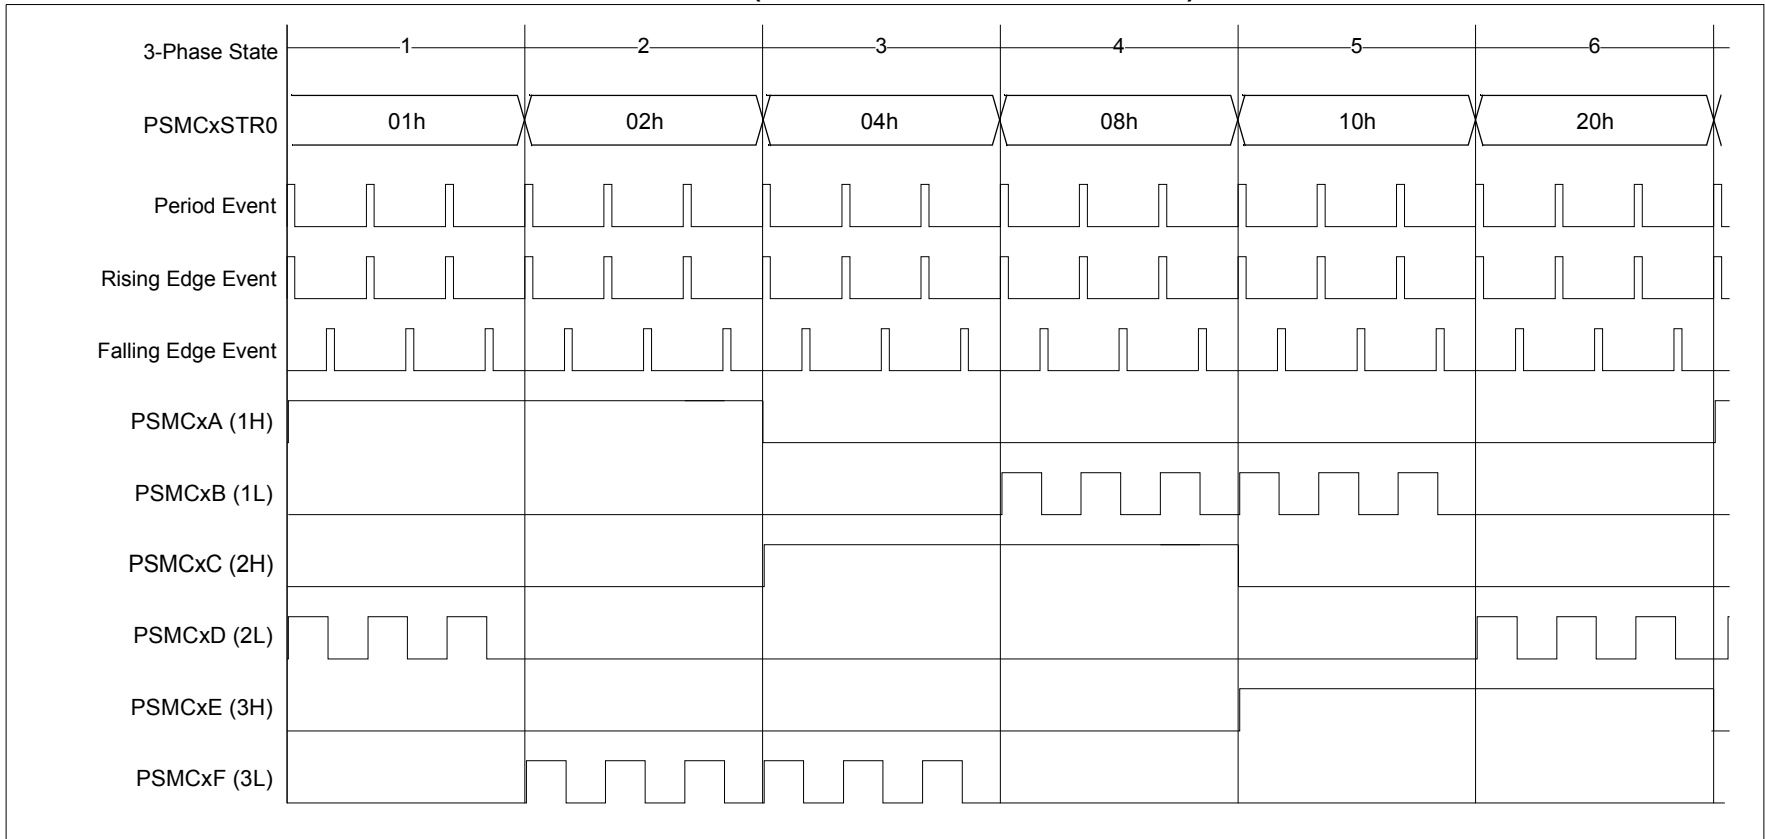 3-Phase State 1 2 3 4 5 6
PSMCxSTR0 01h 02h 04h 08h 10h 20h
Period Event
Rising Edge Event
Falling Edge Event
PSMCxA (1H)
PSMCxB (1L)
PSMCxC (2H)
PSMCxD (2L)
PSMCxE (3H)
PSMCxF (3L)